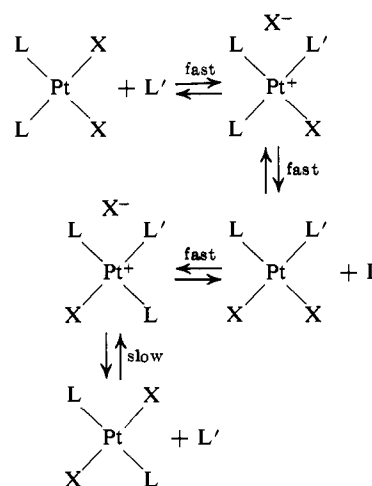 X⁻
L X L L′
Pt + L′ fast Pt⁺
L X L X
fast
X⁻
L L′ L L′
Pt⁺ fast Pt + L
X L X X
slow
L X
Pt + L′
X L